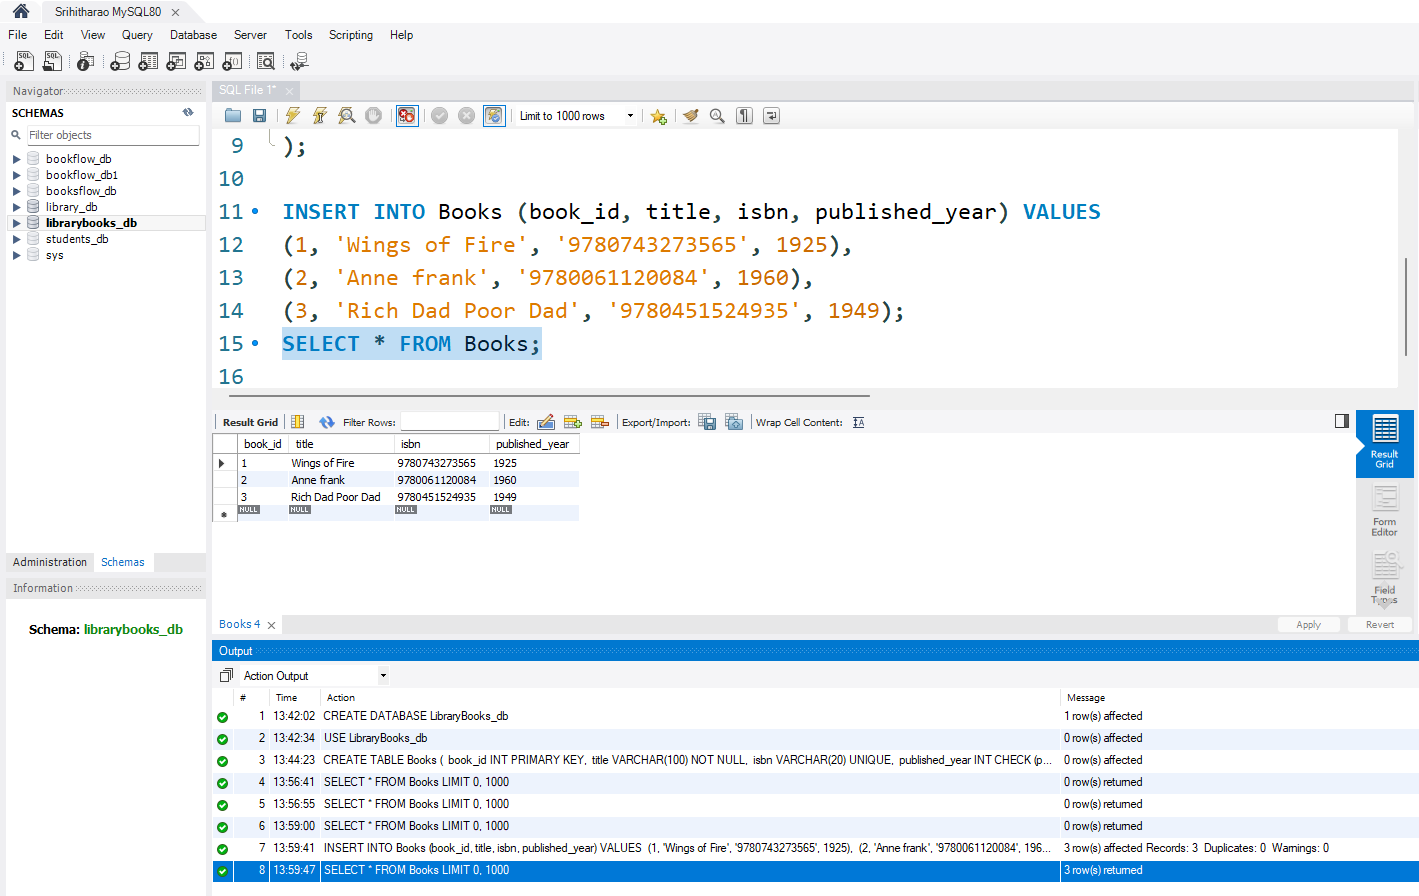 Srihitharao MySQL80
File Edit View Query Database Server Tools Scripting Help
Navigator
SCHEMAS
Filter objects
bookflow_db
bookflow_db1
booksflow_db
library_db
librarybooks_db
students_db
sys
Administration Schemas
Information
Schema: librarybooks_db
SQL File 1*
Limit to 1000 rows
9 );
10
11 INSERT INTO Books (book_id, title, isbn, published_year) VALUES
12 (1, 'Wings of Fire', '9780743273565', 1925),
13 (2, 'Anne frank', '9780061120084', 1960),
14 (3, 'Rich Dad Poor Dad', '9780451524935', 1949);
15 SELECT * FROM Books;
16
Result Grid Filter Rows: Edit: Export/Import: Wrap Cell Content:
book_id title isbn published_year
1 Wings of Fire 9780743273565 1925
2 Anne frank 9780061120084 1960
3 Rich Dad Poor Dad 9780451524935 1949
NULL NULL NULL NULL
Result
Grid
Form
Editor
Field
Types
Books 4
Apply Revert
Output
Action Output
# Time Action Message
1 13:42:02 CREATE DATABASE LibraryBooks_db 1 row(s) affected
2 13:42:34 USE LibraryBooks_db 0 row(s) affected
3 13:44:23 CREATE TABLE Books ( book_id INT PRIMARY KEY, title VARCHAR(100) NOT NULL, isbn VARCHAR(20) UNIQUE, published_year INT CHECK (p... 0 row(s) affected
4 13:56:41 SELECT * FROM Books LIMIT 0, 1000 0 row(s) returned
5 13:56:55 SELECT * FROM Books LIMIT 0, 1000 0 row(s) returned
6 13:59:00 SELECT * FROM Books LIMIT 0, 1000 0 row(s) returned
7 13:59:41 INSERT INTO Books (book_id, title, isbn, published_year) VALUES (1, 'Wings of Fire', '9780743273565', 1925), (2, 'Anne frank', '9780061120084', 196... 3 row(s) affected Records: 3 Duplicates: 0 Warnings: 0
8 13:59:47 SELECT * FROM Books LIMIT 0, 1000 3 row(s) returned